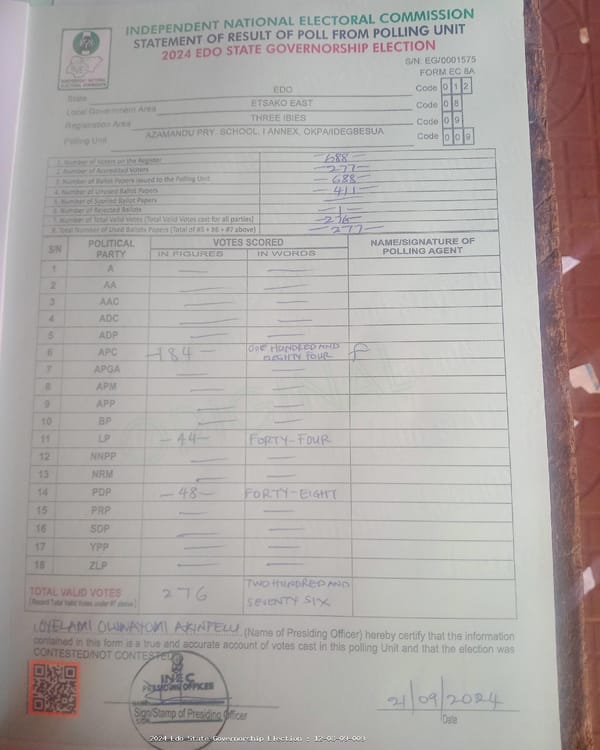 INDEPENDENT NATIONAL ELECTORAL COMMISSION
STATEMENT OF RESULT OF POLL FROM POLLING UNIT
2024 EDO STATE GOVERNORSHIP ELECTION
S/N: EG/0001575
FORM EC 8A
INDEPENDENT NATIONAL ELECTORAL COMMISSION
State EDO Code 0 1 2
Local Government Area ETSAKO EAST Code 0 8
Registration Area THREE IBIES Code 0 9
Polling Unit AZAMANDU PRY. SCHOOL, I ANNEX, OKPA/IDEGBESUA Code 0 0 9
1. Number of Voters on the Register 688
2. Number of Accredited Voters 277
3. Number of Ballot Papers issued to the Polling Unit 688
4. Number of Unused Ballot Papers 411
5. Number of Spoiled Ballot Papers —
6. Number of Rejected Ballots 1
7. Number of Total Valid Votes (Total Valid Votes cast for all parties) 276
8. Total Number of Used Ballots Papers (Total of #5 + #6 + #7 above) 277
S/N POLITICAL PARTY VOTES SCORED NAME/SIGNATURE OF POLLING AGENT
IN FIGURES IN WORDS
1 A — —
2 AA — —
3 AAC — —
4 ADC — —
5 ADP — —
6 APC -184- ONE HUNDRED AND EIGHTY FOUR
7 APGA — —
8 APM — —
9 APP — —
10 BP — —
11 LP -44- FORTY-FOUR
12 NNPP — —
13 NRM — —
14 PDP -48- FORTY-EIGHT
15 PRP — —
16 SDP — —
17 YPP — —
18 ZLP — —
TOTAL VALID VOTES 276 TWO HUNDRED AND SEVENTY SIX
(Record Total Valid Votes under #7 above)
I, OYELAMI AKINPELU (Name of Presiding Officer) hereby certify that the information
contained in this form is a true and accurate account of votes cast in this polling Unit and that the election was
CONTESTED/NOT CONTESTED
INEC
PRESIDING OFFICER
Sign/Stamp of Presiding Officer
21/09/2024
Date
2024 Edo State Governorship Election : 12-08-09-009